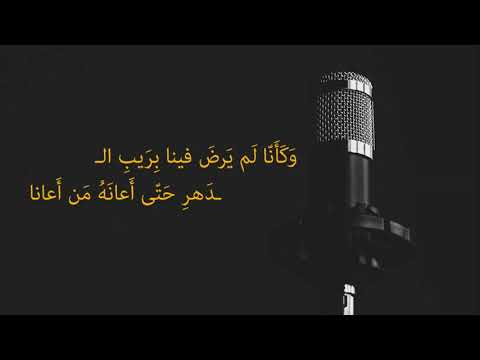 وَكَأَنّا لَم يَرضَ فينا بِرَيبِ الـ
ـدَهرِ حَتّى أَعانَهُ مَن أَعانا